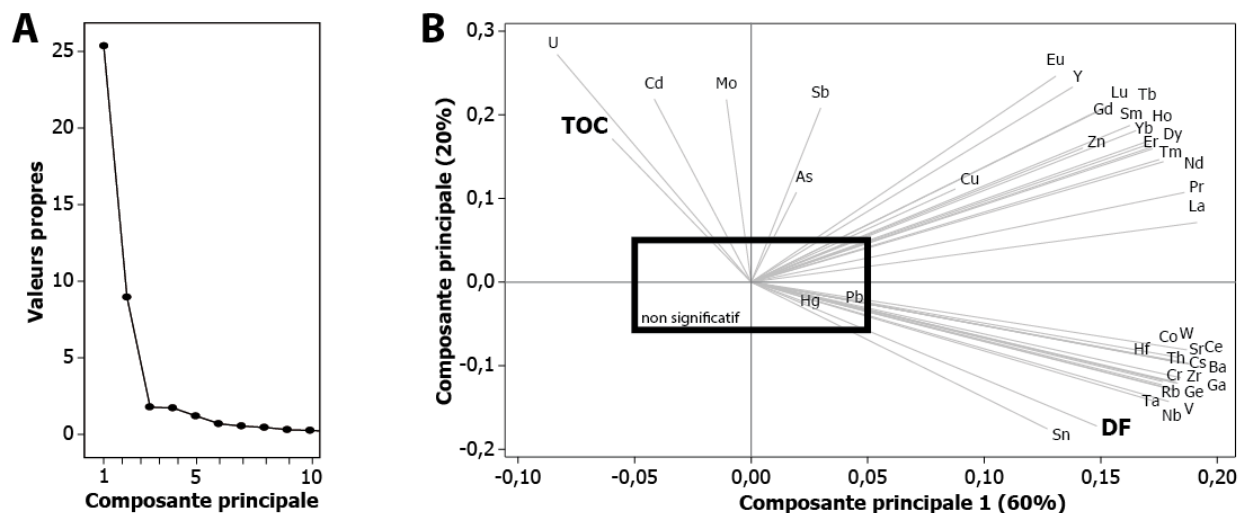 A
Valeurs propres
25
20
15
10
5
0
1 5 10
Composante principale
B
Composante principale (20%)
0,3
0,2
0,1
0,0
-0,1
-0,2
U
Cd
Mo
Sb
TOC
As
Eu
Y
Lu Tb
Gd Sm Ho
Yb Dy
Zn Er
Tm
Nd
Cu
Pr
La
Hg Pb
non significatif
Co W
Hf Sr Ce
Th Cs
Ba
Cr Zr
Ga
Rb Ge
Ta V
Nb
Sn DF
-0,10 -0,05 0,00 0,05 0,10 0,15 0,20
Composante principale 1 (60%)